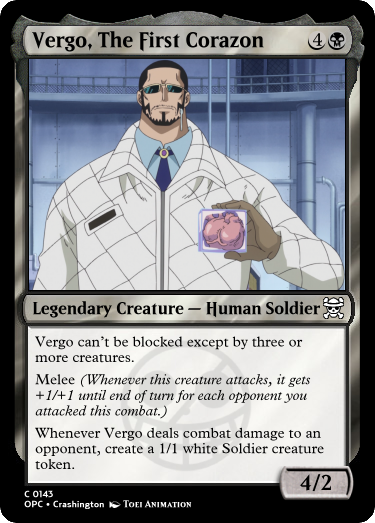 Vergo, The First Corazon 4
Legendary Creature — Human Soldier
Vergo can't be blocked except by three or
more creatures.
Melee (Whenever this creature attacks, it gets
+1/+1 until end of turn for each opponent you
attacked this combat.)
Whenever Vergo deals combat damage to an
opponent, create a 1/1 white Soldier creature
token.
4/2
C 0143
OPC • Crashington Toei Animation